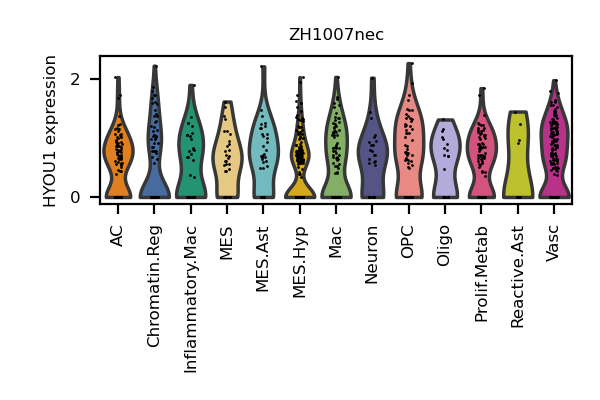 ZH1007nec
HYOU1 expression
2
0
AC
Chromatin.Reg
Inflammatory.Mac
MES
MES.Ast
MES.Hyp
Mac
Neuron
OPC
Oligo
Prolif.Metab
Reactive.Ast
Vasc